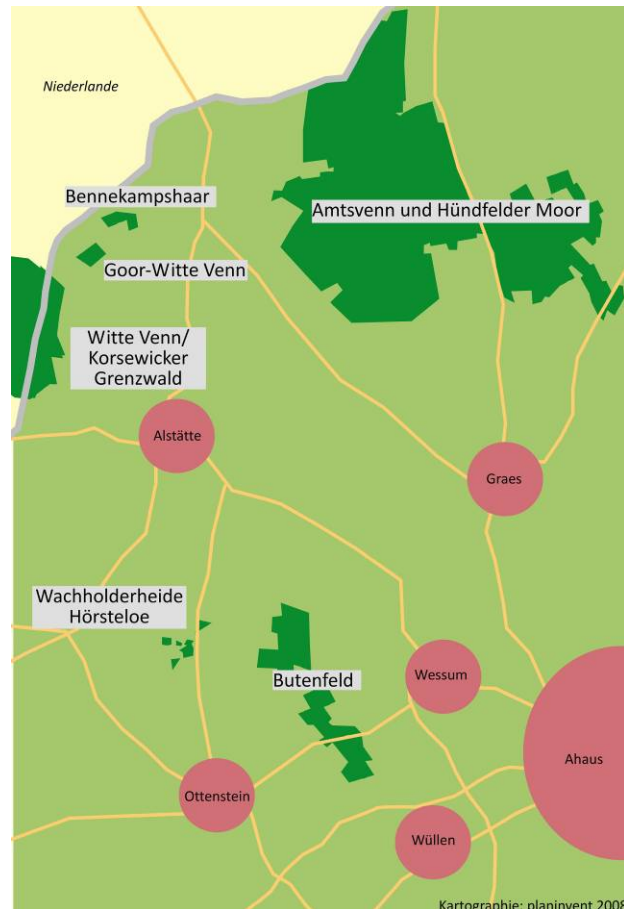 Niederlande
Bennekampshaar
Amtsvenn und Hündfelder Moor
Goor-Witte Venn
Witte Venn/
Korsewicker
Grenzwald
Alstätte
Graes
Wachholderheide
Hörsteloe
Butenfeld
Wessum
Ahaus
Ottenstein
Wüllen
Kartographie: planinvent 2008